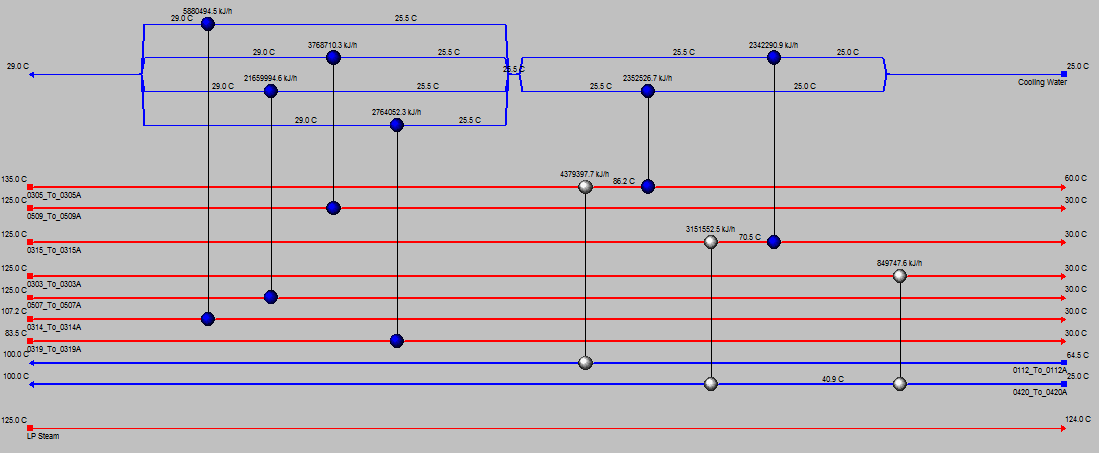 5880494.5 kJ/h
29.0 C
25.5 C
3768710.3 kJ/h
2342290.9 kJ/h
29.0 C
25.5 C
25.5 C
25.0 C
29.0 C
25.5 C
25.0 C
21659994.6 kJ/h
2352526.7 kJ/h
Cooling Water
29.0 C
25.5 C
25.5 C
25.0 C
2764052.3 kJ/h
29.0 C
25.5 C
4379397.7 kJ/h
135.0 C
86.2 C
60.0 C
0305_To_0305A
125.0 C
30.0 C
0509_To_0509A
3151552.5 kJ/h
125.0 C
70.5 C
30.0 C
0315_To_0315A
849747.6 kJ/h
125.0 C
30.0 C
0303_To_0303A
125.0 C
30.0 C
0507_To_0507A
107.2 C
30.0 C
0314_To_0314A
83.5 C
30.0 C
0319_To_0319A
100.0 C
64.5 C
0112_To_0112A
100.0 C
40.9 C
25.0 C
0420_To_0420A
125.0 C
124.0 C
LP Steam